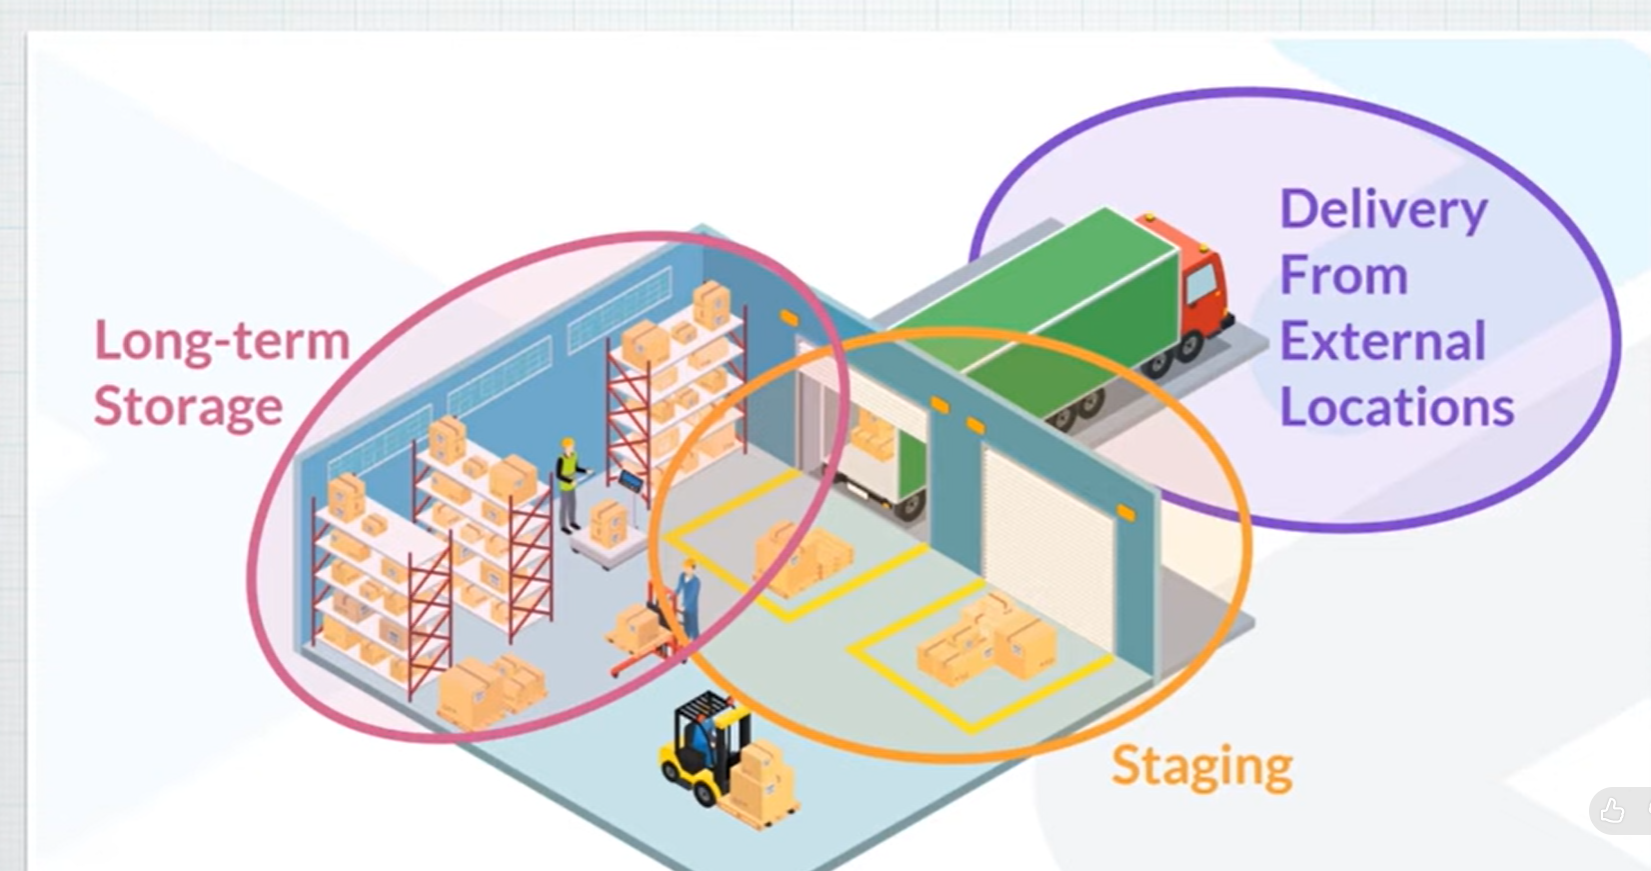 Long-term
Storage
Delivery
From
External
Locations
Staging